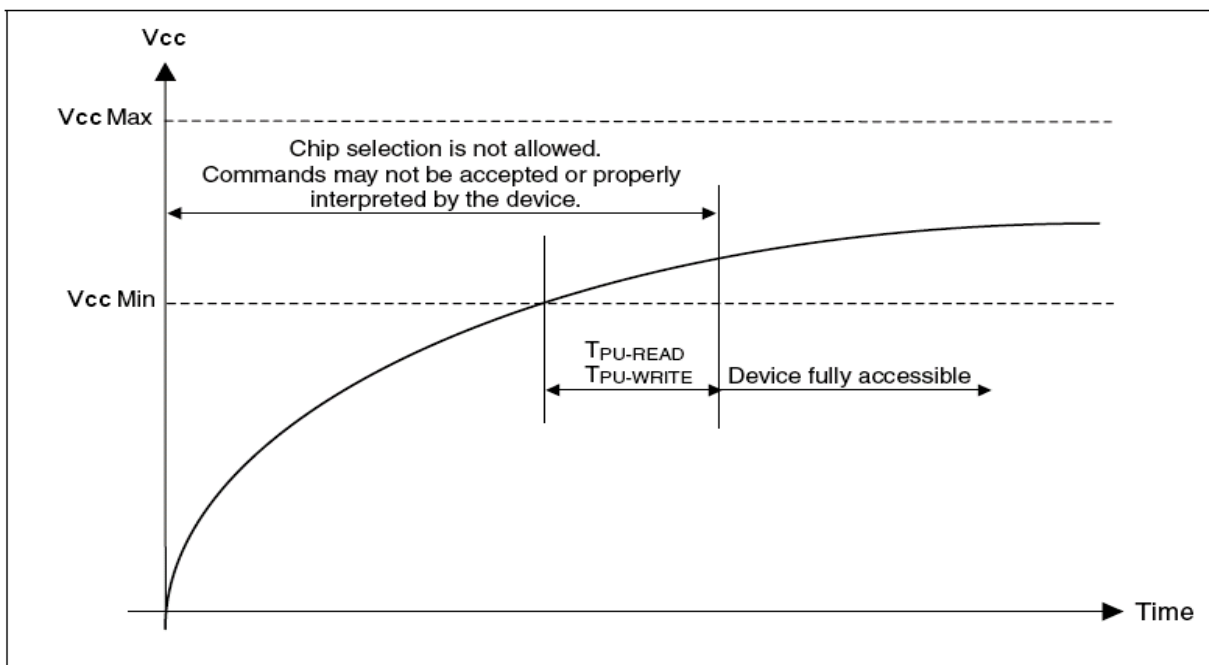 Vcc
Vcc Max
Chip selection is not allowed.
Commands may not be accepted or properly
interpreted by the device.
Vcc Min
TPU-READ
TPU-WRITE
Device fully accessible
Time